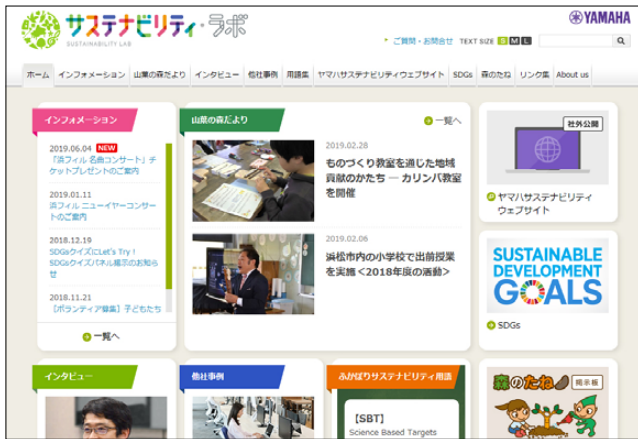 サステナビリティ・ラボ
SUSTAINABILITY LAB
YAMAHA
ご質問・お問合せ TEXT SIZE S M L
ホーム インフォメーション 山葉の森だより インタビュー 他社事例 用語集 ヤマハサステナビリティウェブサイト SDGs 森のたね リンク集 About us
インフォメーション
2019.06.04 NEW
「浜フィル 名曲コンサート」チ
ケットプレゼントのご案内
2019.01.11
浜フィル ニューイヤーコンサー
トのご案内
2018.12.19
SDGsクイズにLet's Try！
SDGsクイズパネル掲示のお知ら
せ
2018.11.21
［ボランティア募集］子どもたち
一覧へ
山葉の森だより
一覧へ
2019.02.28
ものづくり教室を通じた地域
貢献のかたち ― カリンバ教室
を開催
2019.02.06
浜松市内の小学校で出前授業
を実施＜2018年度の活動＞
社外公開
ヤマハサステナビリティ
ウェブサイト
SUSTAINABLE
DEVELOPMENT
GOALS
SDGs
インタビュー
他社事例
ふかぼりサステナビリティ用語
【SBT】
Science Based Targets
森のたね 掲示板